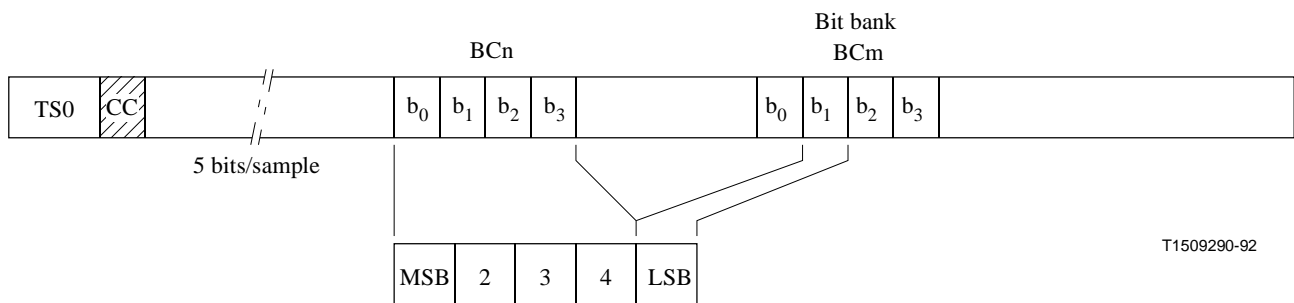 Bit bank
BCn BCm
TS0 CC b0 b1 b2 b3 b0 b1 b2 b3
5 bits/sample
T1509290-92
MSB 2 3 4 LSB